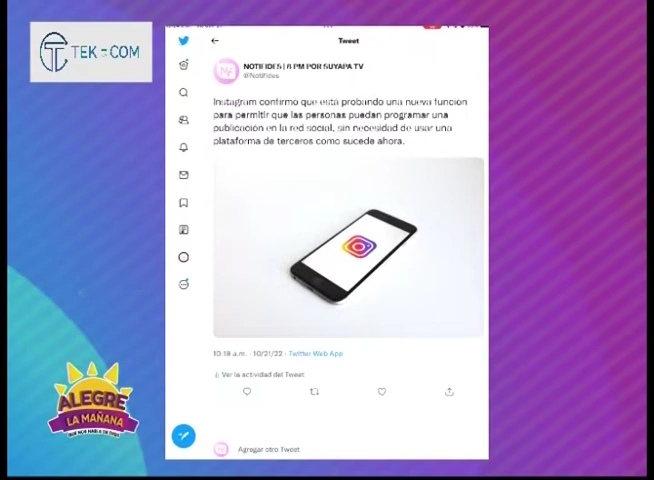 TEK-COM
Tweet
NOTIFIDES | 6 PM POR SUYAPA TV
@Notifides
Instagram confirmó que está probando una nueva función
para permitir que las personas puedan programar una
publicación en la red social, sin necesidad de usar una
plataforma de terceros como sucede ahora.
10:18 a.m. · 10/21/22 · Twitter Web App
Ver la actividad del Tweet
ALEGRE
LA MAÑANA
Agregar otro Tweet